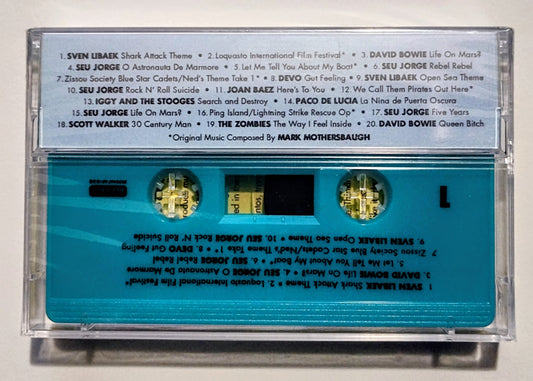 1. SVEN LIBAEK Shark Attack Theme • 2. Loquasto International Film Festival* • 3. DAVID BOWIE Life On Mars?
4. SEU JORGE O Astronauta De Marmore • 5. Let Me Tell You About My Boat* • 6. SEU JORGE Rebel Rebel
7. Zissou Society Blue Star Cadets/Ned's Theme Take 1* • 8. DEVO Gut Feeling • 9. SVEN LIBAEK Open Sea Theme
10. SEU JORGE Rock N' Roll Suicide • 11. JOAN BAEZ Here's To You • 12. We Call Them Pirates Out Here*
13. IGGY AND THE STOOGES Search and Destroy • 14. PACO DE LUCIA La Nina de Puerta Oscura
15. SEU JORGE Life On Mars? • 16. Ping Island/Lightning Strike Rescue Op* • 17. SEU JORGE Five Years
18. SCOTT WALKER 30 Century Man • 19. THE ZOMBIES The Way I Feel Inside • 20. DAVID BOWIE Queen Bitch
*Original Music Composed By MARK MOTHERSBAUGH
1
1. SVEN LIBAEK Shark Attack Theme • 2. Loquasto International Film Festival*
3. DAVID BOWIE Life On Mars? • 4. SEU JORGE O Astronauta De Marmore
5. Let Me Tell You About My Boat* • 6. SEU JORGE Rebel Rebel
7 Zissou Society Blue Star Cadets/Ned's Theme Take 1* • 8. DEVO Gut Feeling
9. SVEN LIBAEK Open Sea Theme • 10. SEU JORGE Rock N' Roll Suicide